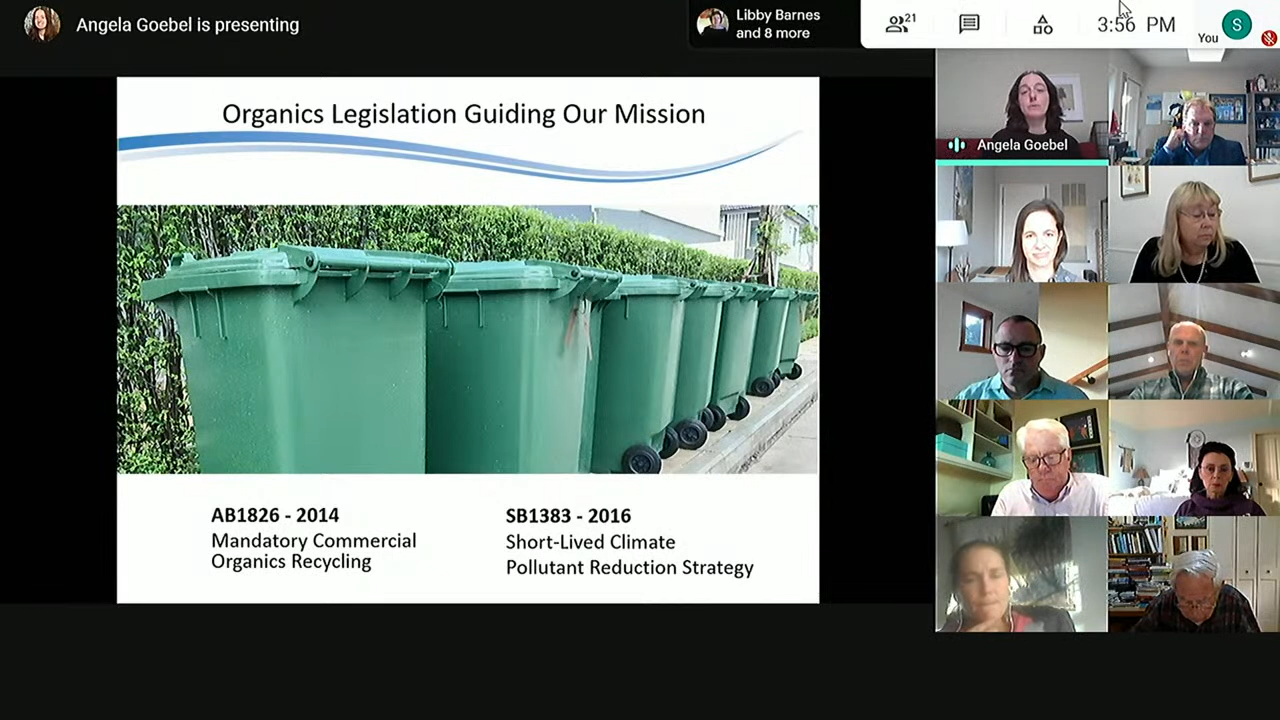 Angela Goebel is presenting
Libby Barnes
and 8 more
21
3:56 PM
You
S
Organics Legislation Guiding Our Mission
Angela Goebel
AB1826 - 2014
Mandatory Commercial
Organics Recycling
SB1383 - 2016
Short-Lived Climate
Pollutant Reduction Strategy